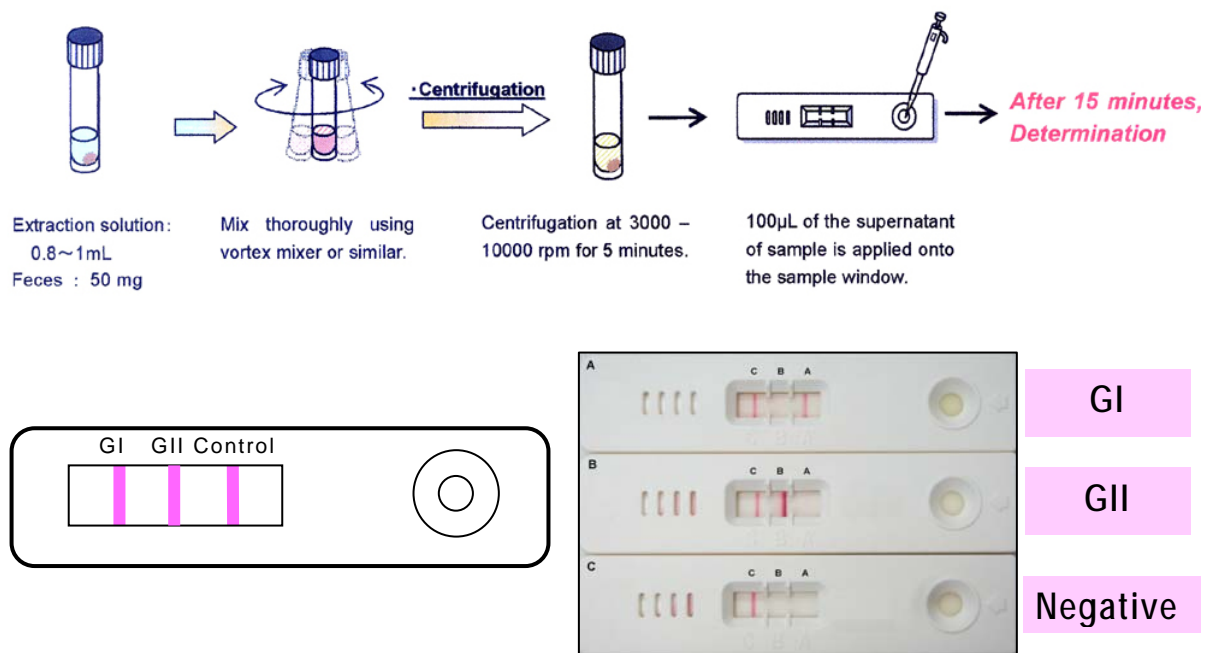 ·Centrifugation
After 15 minutes,
Determination
Extraction solution:
0.8~1mL
Feces : 50 mg
Mix thoroughly using
vortex mixer or similar.
Centrifugation at 3000 –
10000 rpm for 5 minutes.
100µL of the supernatant
of sample is applied onto
the sample window.
GI GII Control
A
C B A
GI
B
C B A
GII
C
C B A
Negative